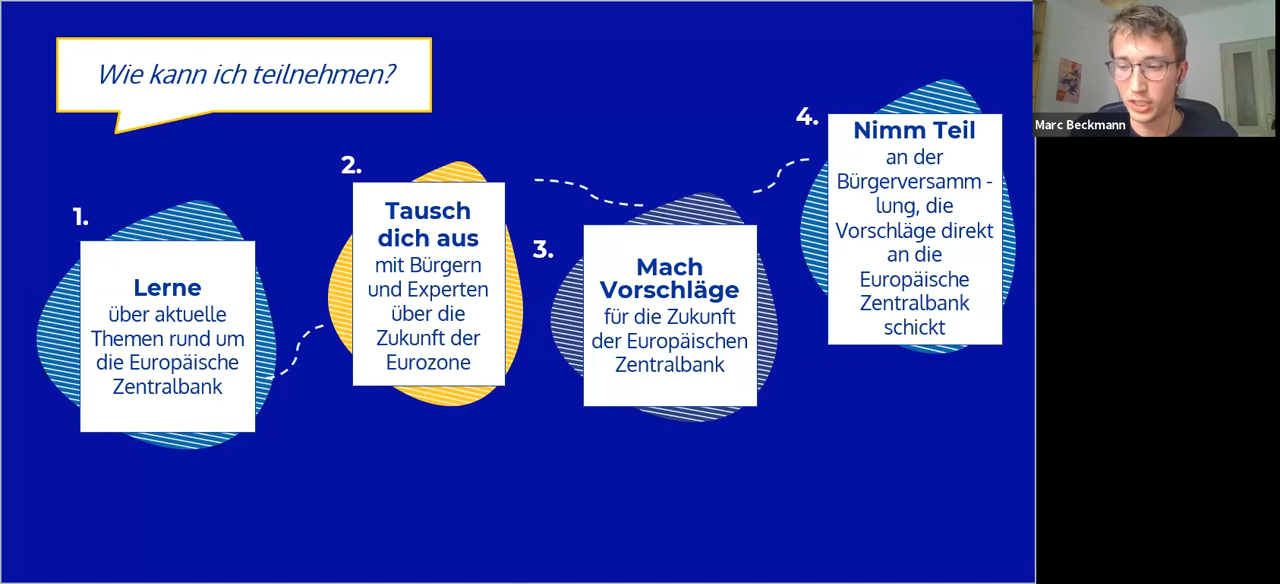 Wie kann ich teilnehmen?
1.
Lerne
über aktuelle
Themen rund um
die Europäische
Zentralbank
2.
Tausch
dich aus
mit Bürgern
und Experten
über die
Zukunft der
Eurozone
3.
Mach
Vorschläge
für die Zukunft
der Europäischen
Zentralbank
4.
Nimm Teil
an der
Bürgerversamm -
lung, die
Vorschläge direkt
an die
Europäische
Zentralbank
schickt
Marc Beckmann